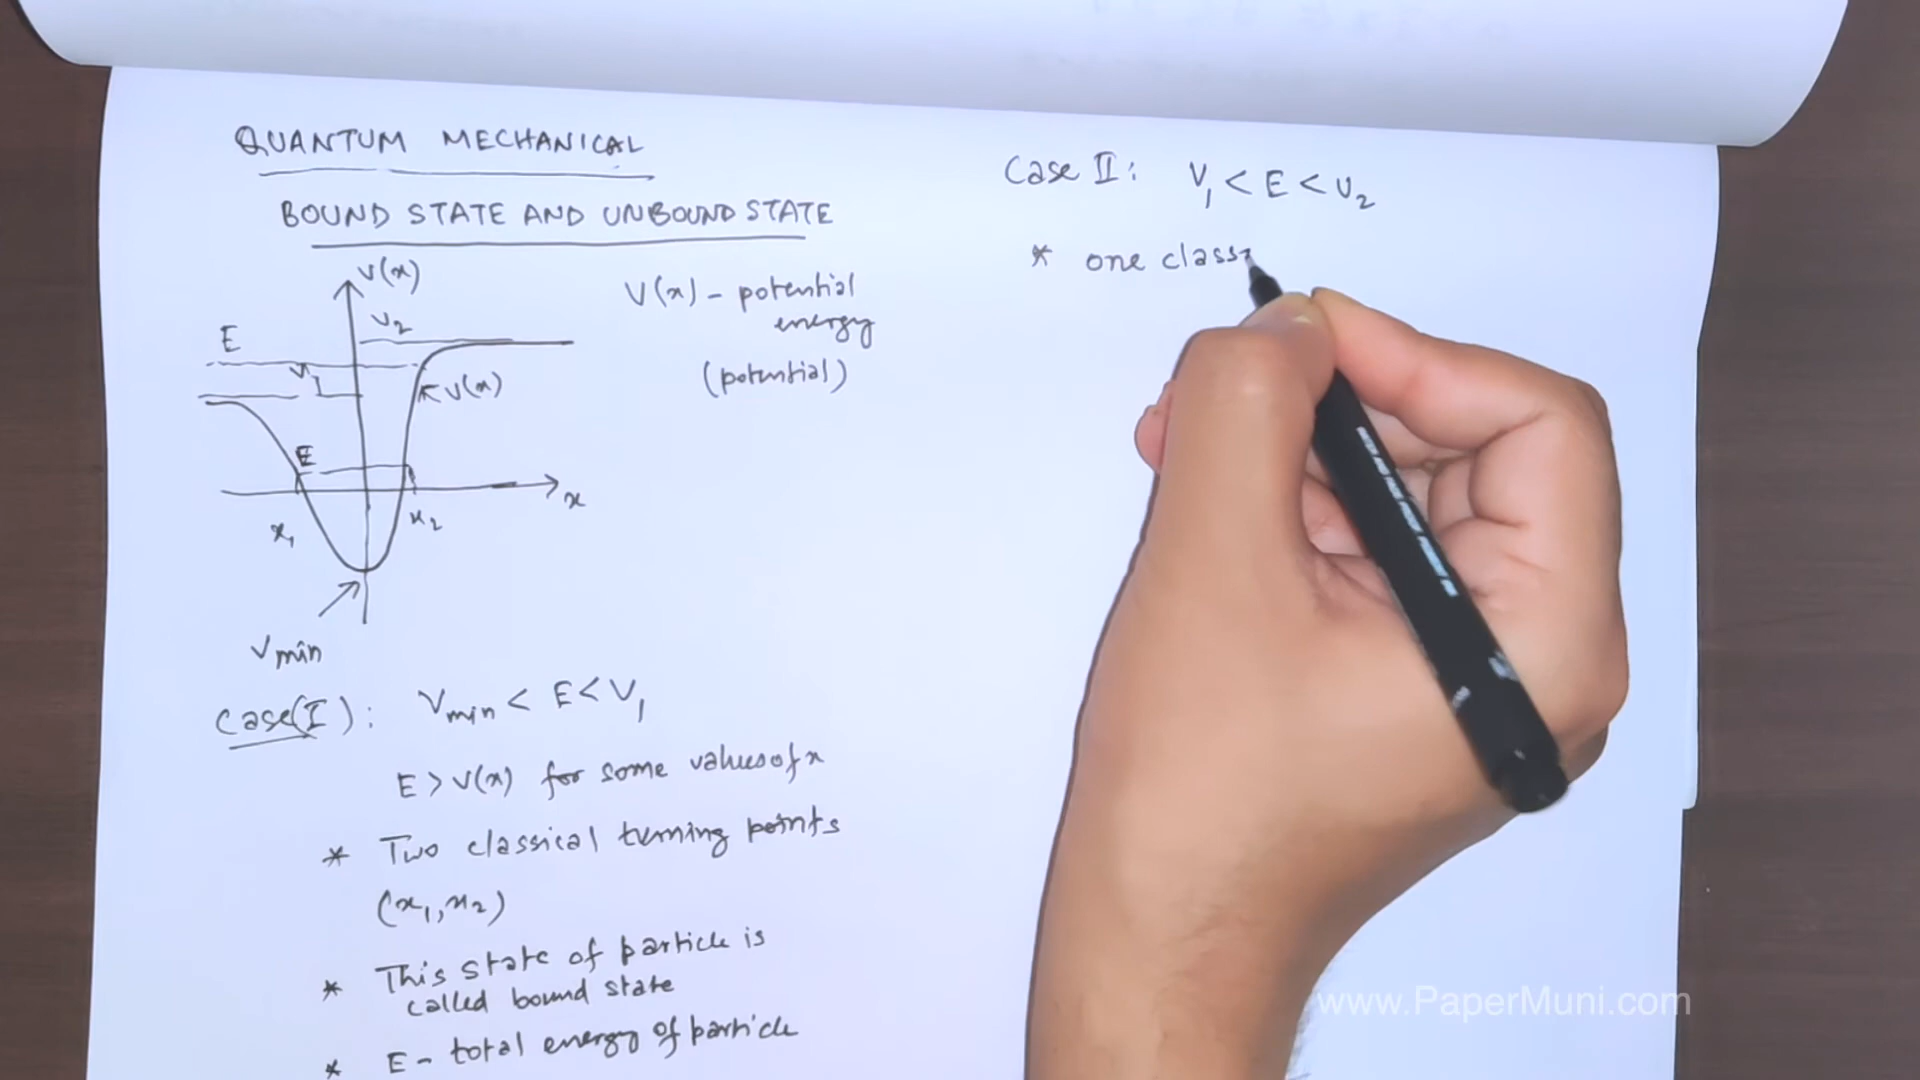 QUANTUM MECHANICAL
BOUND STATE AND UNBOUND STATE
V(x)
V2
E
V1
V(x)
E
x
x1
x2
Vmin
V(x) - potential
energy
(potential)
Case(I): Vmin < E < V1
E > V(x) for some values of x
* Two classical turning points
(x1, x2)
* This state of particle is
called bound state
* E - total energy of particle
Case II: V1 < E < V2
* one class
www.PaperMuni.com